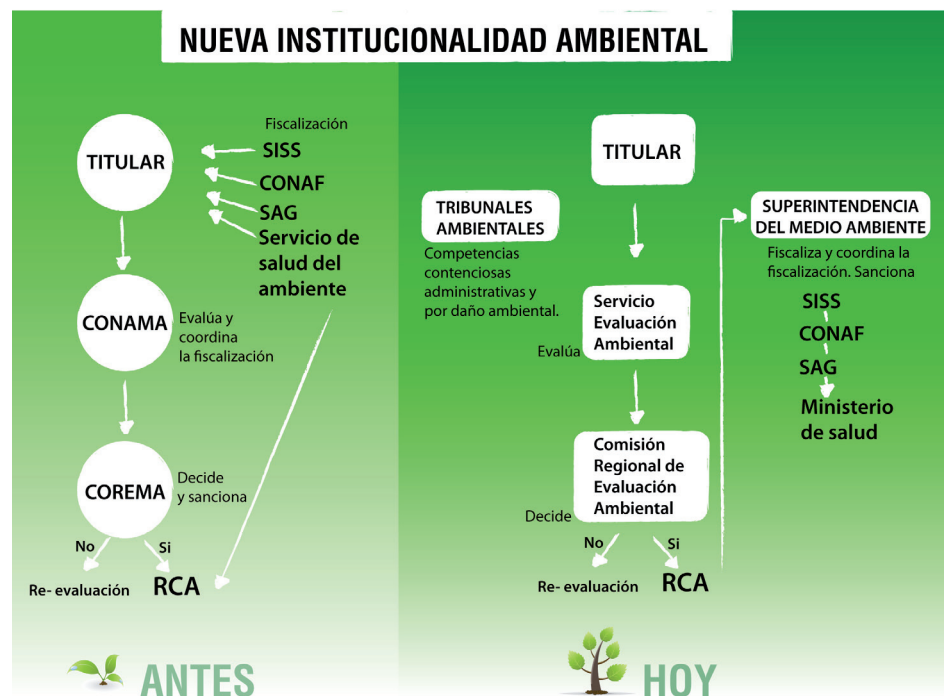 NUEVA INSTITUCIONALIDAD AMBIENTAL
TITULAR
Fiscalización
SISS
CONAF
SAG
Servicio de
salud del
ambiente
CONAMA
Evalúa y
coordina
la fiscalización
COREMA
Decide
y sanciona
No
Si
Re- evaluación
RCA
ANTES
TITULAR
TRIBUNALES
AMBIENTALES
Competencias
contenciosas
administrativas y
por daño ambiental.
Servicio
Evaluación
Ambiental
Evalúa
Comisión
Regional de
Evaluación
Ambiental
Decide
No
Si
Re- evaluación
RCA
SUPERINTENDENCIA
DEL MEDIO AMBIENTE
Fiscaliza y coordina la
fiscalización. Sanciona
SISS
CONAF
SAG
Ministerio
de salud
HOY